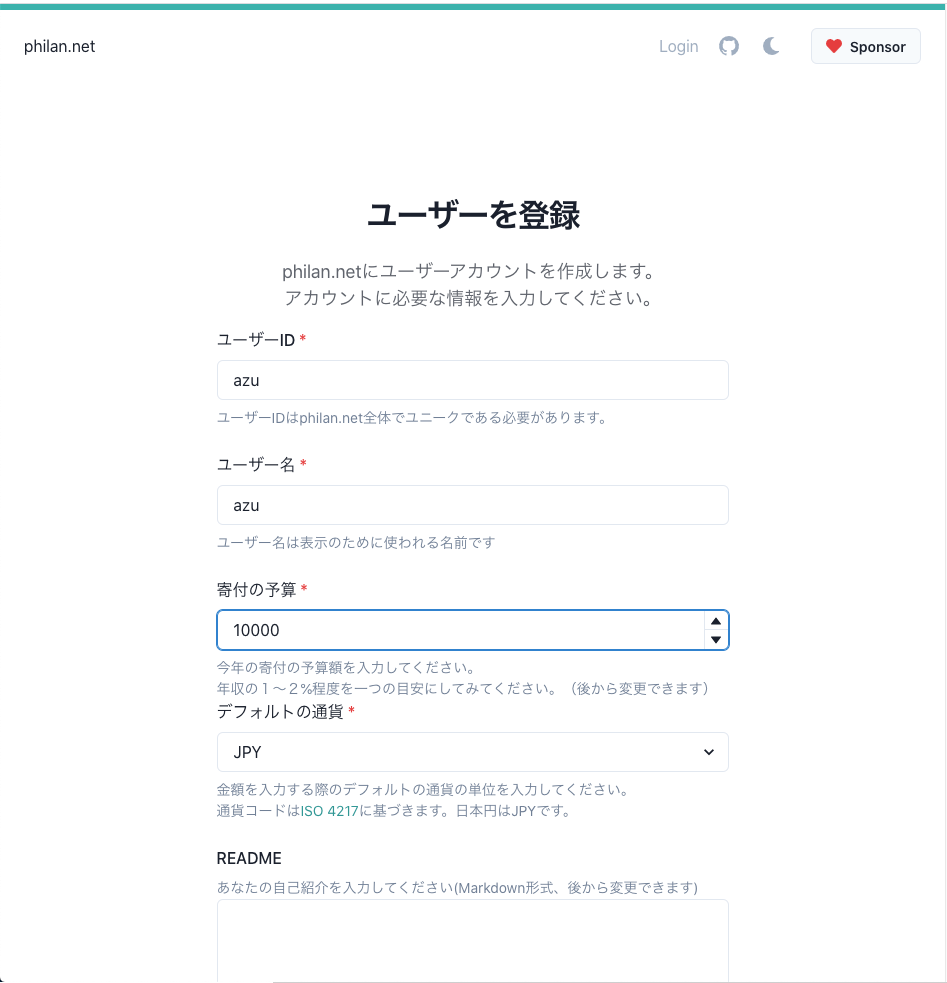 philan.net
Login
Sponsor
ユーザーを登録
philan.netにユーザーアカウントを作成します。
アカウントに必要な情報を入力してください。
ユーザーID *
azu
ユーザーIDはphilan.net全体でユニークである必要があります。
ユーザー名 *
azu
ユーザー名は表示のために使われる名前です
寄付の予算 *
10000
今年の寄付の予算額を入力してください。
年収の１〜２%程度を一つの目安にしてみてください。（後から変更できます）
デフォルトの通貨 *
JPY
金額を入力する際のデフォルトの通貨の単位を入力してください。
通貨コードはISO 4217に基づきます。日本円はJPYです。
README
あなたの自己紹介を入力してください(Markdown形式、後から変更できます)